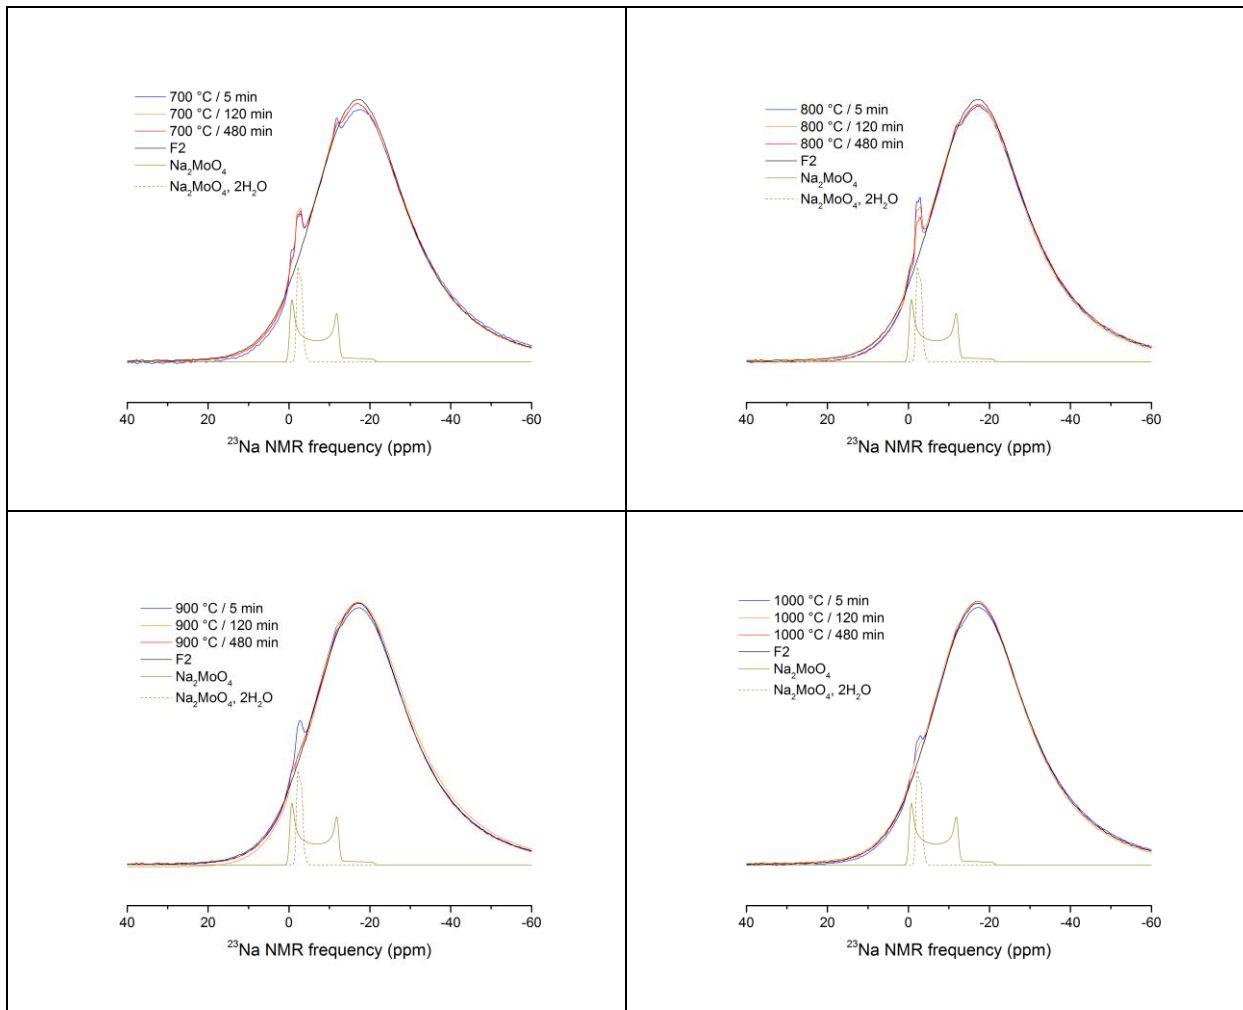 700 °C / 5 min
700 °C / 120 min
700 °C / 480 min
F2
Na₂MoO₄
Na₂MoO₄, 2H₂O
40 20 0 -20 -40 -60
²³Na NMR frequency (ppm)
800 °C / 5 min
800 °C / 120 min
800 °C / 480 min
F2
Na₂MoO₄
Na₂MoO₄, 2H₂O
40 20 0 -20 -40 -60
²³Na NMR frequency (ppm)
900 °C / 5 min
900 °C / 120 min
900 °C / 480 min
F2
Na₂MoO₄
Na₂MoO₄, 2H₂O
40 20 0 -20 -40 -60
²³Na NMR frequency (ppm)
1000 °C / 5 min
1000 °C / 120 min
1000 °C / 480 min
F2
Na₂MoO₄
Na₂MoO₄, 2H₂O
40 20 0 -20 -40 -60
²³Na NMR frequency (ppm)